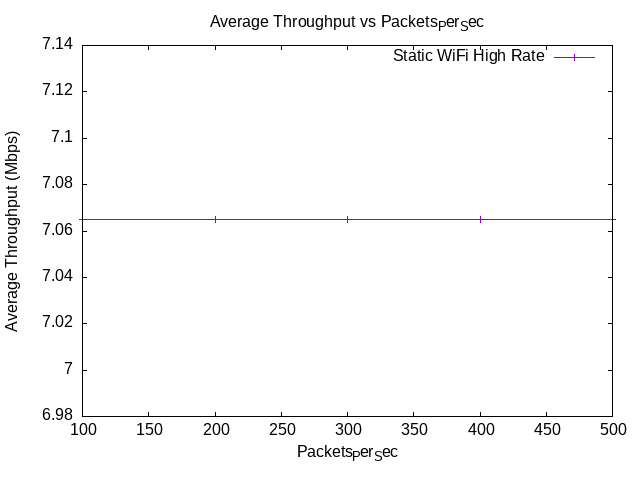 Average Throughput vs PacketsPerSec
7.14
Static WiFi High Rate
7.12
7.1
7.08
7.06
7.04
7.02
7
6.98
Average Throughput (Mbps)
100 150 200 250 300 350 400 450 500
PacketsPerSec